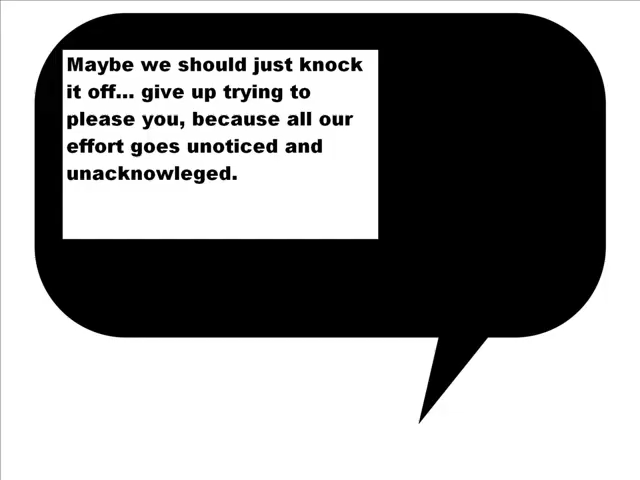 Maybe we should just knock
it off... give up trying to
please you, because all our
effort goes unoticed and
unacknowleged.